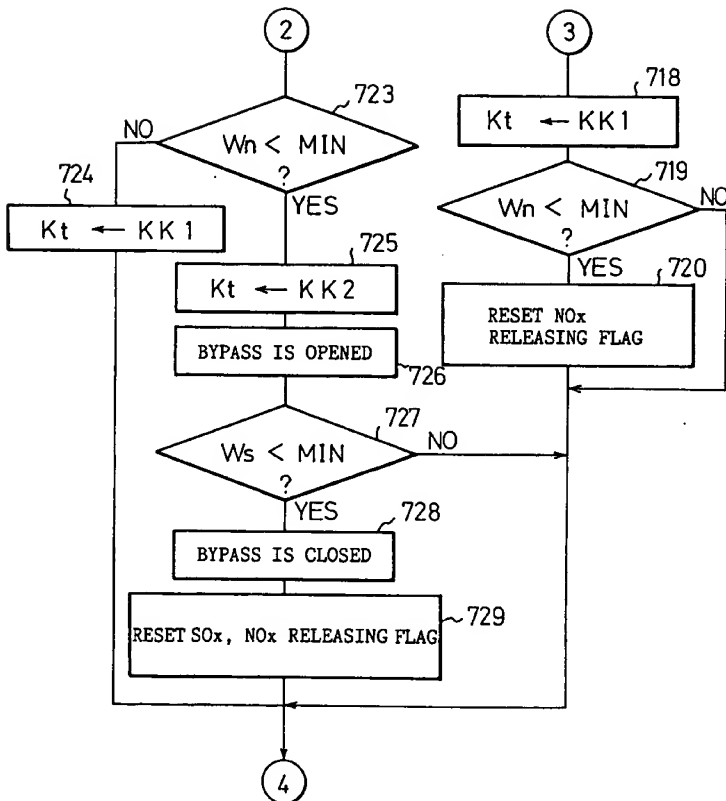 2
3
723
718
NO
Wn < MIN
?
YES
Kt ← KK1
719
724
Kt ← KK1
Wn < MIN
?
NO
YES
725
Kt ← KK2
720
RESET NOx
RELEASING FLAG
BYPASS IS OPENED
726
727
Ws < MIN
?
NO
YES
728
BYPASS IS CLOSED
729
RESET SOx, NOx RELEASING FLAG
4